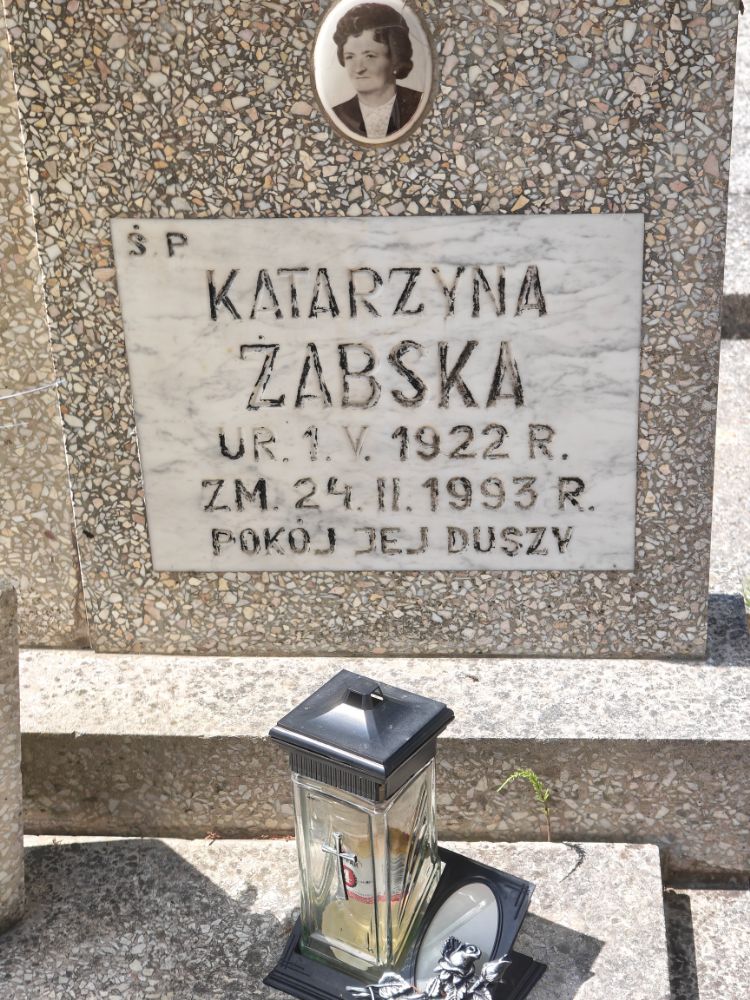 Ś.P
KATARZYNA
ŻABSKA
UR. 1.V. 1922 R.
ZM. 24.II.1993 R.
POKÓJ JEJ DUSZY